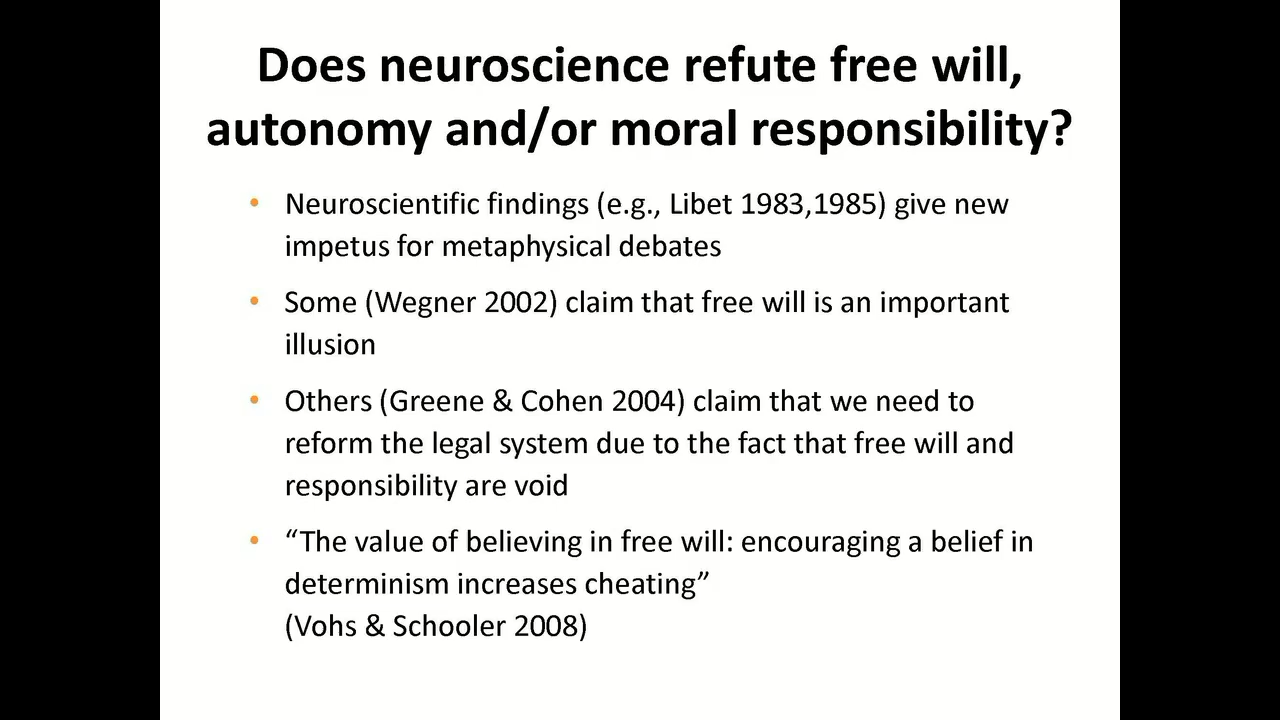 Does neuroscience refute free will,
autonomy and/or moral responsibility?
• Neuroscientific findings (e.g., Libet 1983,1985) give new
impetus for metaphysical debates
• Some (Wegner 2002) claim that free will is an important
illusion
• Others (Greene & Cohen 2004) claim that we need to
reform the legal system due to the fact that free will and
responsibility are void
• “The value of believing in free will: encouraging a belief in
determinism increases cheating”
(Vohs & Schooler 2008)